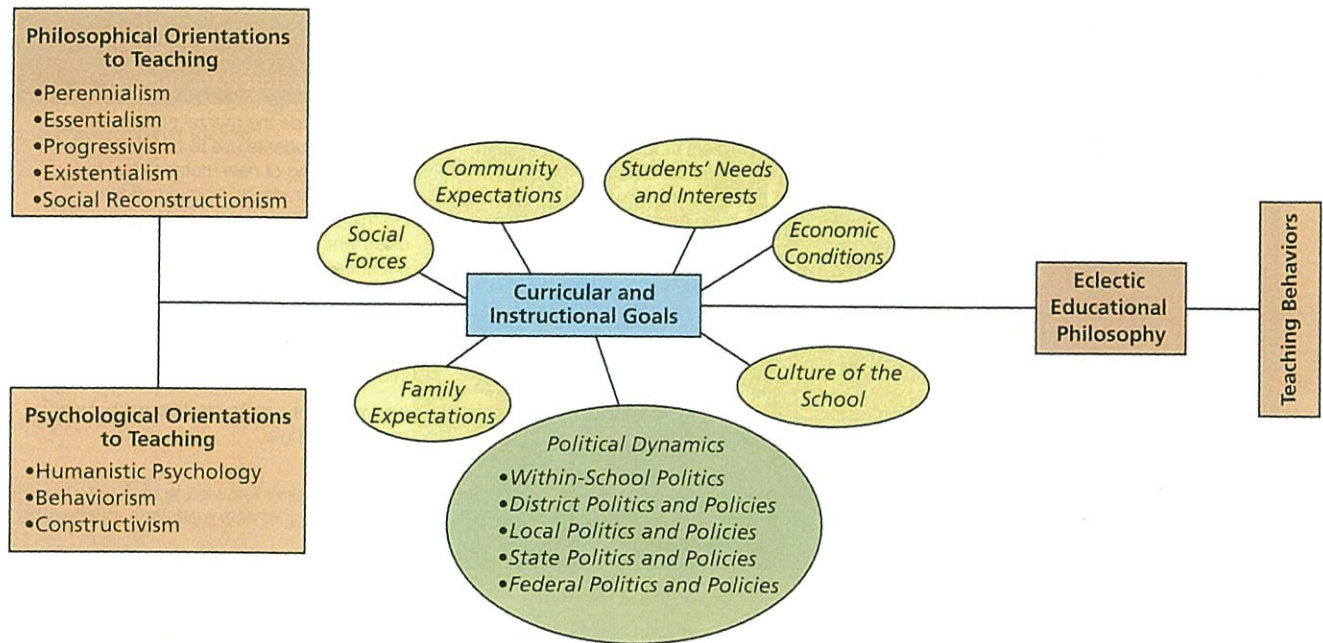 Philosophical Orientations
to Teaching
•Perennialism
•Essentialism
•Progressivism
•Existentialism
•Social Reconstructionism
Psychological Orientations
to Teaching
•Humanistic Psychology
•Behaviorism
•Constructivism
Social
Forces
Community
Expectations
Students' Needs
and Interests
Economic
Conditions
Curricular and
Instructional Goals
Family
Expectations
Culture of the
School
Political Dynamics
•Within-School Politics
•District Politics and Policies
•Local Politics and Policies
•State Politics and Policies
•Federal Politics and Policies
Eclectic
Educational
Philosophy
Teaching Behaviors